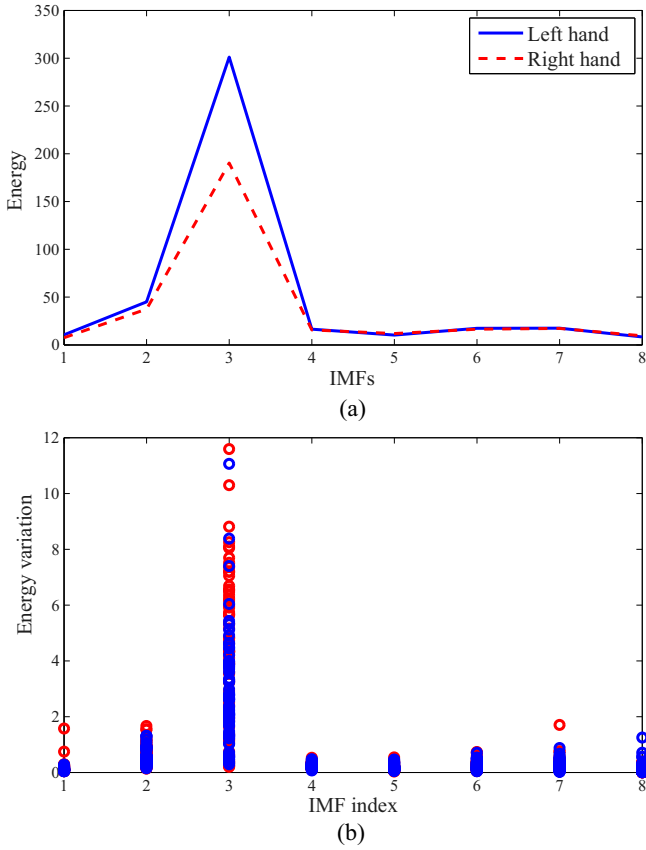 350
300
250
200
150
100
50
0
Energy
Left hand
Right hand
1 2 3 4 5 6 7 8
IMFs
(a)
12
10
8
6
4
2
0
Energy variation
1 2 3 4 5 6 7 8
IMF index
(b)